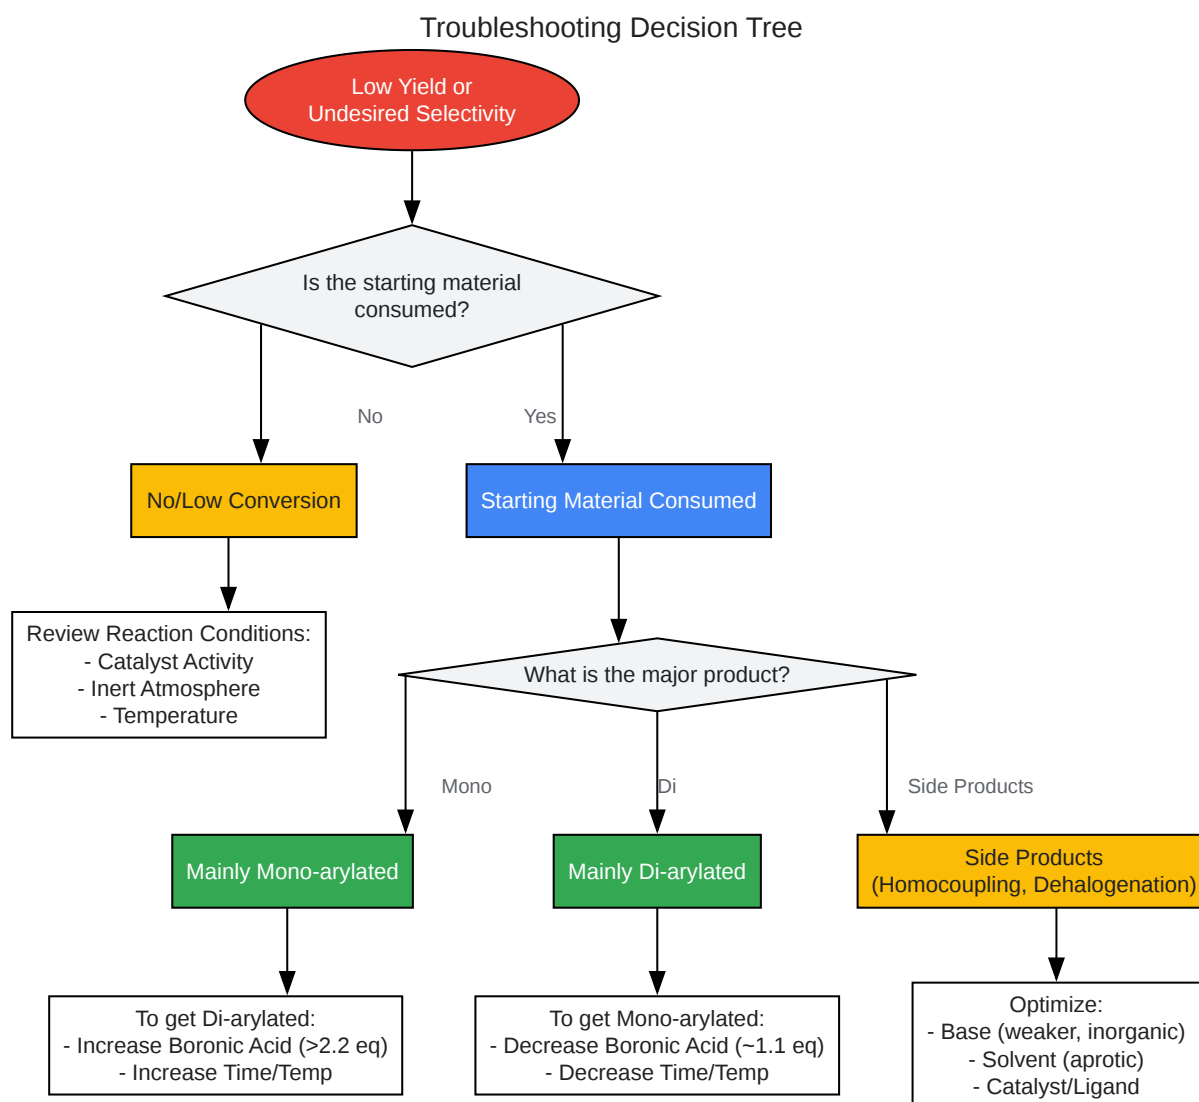 Troubleshooting Decision Tree
Low Yield or
Undesired Selectivity
Is the starting material
consumed?
No
Yes
No/Low Conversion
Starting Material Consumed
Review Reaction Conditions:
- Catalyst Activity
- Inert Atmosphere
- Temperature
What is the major product?
Mono
Di
Side Products
Mainly Mono-arylated
Mainly Di-arylated
Side Products
(Homocoupling, Dehalogenation)
To get Di-arylated:
- Increase Boronic Acid (>2.2 eq)
- Increase Time/Temp
To get Mono-arylated:
- Decrease Boronic Acid (~1.1 eq)
- Decrease Time/Temp
Optimize:
- Base (weaker, inorganic)
- Solvent (aprotic)
- Catalyst/Ligand